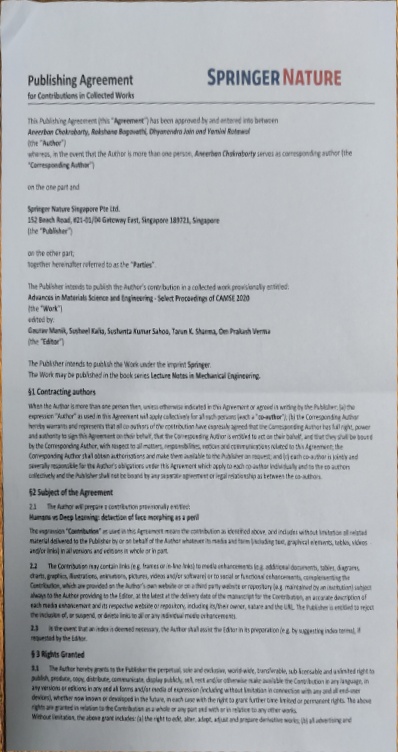 Publishing Agreement
SPRINGER NATURE
for Contributions in Collected Works
This Publishing Agreement (this "Agreement") has been approved by and entered into between
Aneerban Chakraborty, Rakshana Bagavathi, Dhyanendra Jain and Yamini Ratawal
(the "Author")
whereas, in the event that the Author is more than one person, Aneerban Chakraborty serves as corresponding author (the
"Corresponding Author")
on the one part and
Springer Nature Singapore Pte Ltd.
152 Beach Road, #21-01/04 Gateway East, Singapore 189721, Singapore
(the "Publisher")
on the other part;
together hereinafter referred to as the "Parties".
The Publisher intends to publish the Author's contribution in a collected work provisionally entitled:
Advances in Materials Science and Engineering - Select Proceedings of CAMSE 2020
(the "Work")
edited by:
Gaurav Manik, Susheel Kalia, Sushanta Kumar Sahoo, Tarun K. Sharma, Om Prakash Verma
(the "Editor")
The Publisher intends to publish the Work under the imprint Springer.
The Work may be published in the book series Lecture Notes in Mechanical Engineering.
§1 Contracting authors
When the Author is more than one person then, unless otherwise indicated in this Agreement or agreed in writing by the Publisher: (a) the
expression "Author" as used in this Agreement will apply collectively for all such persons (each a "co-author"); (b) the Corresponding Author
hereby warrants and represents that all co-authors of the contribution have expressly agreed that the Corresponding Author has full right, power
and authority to sign this Agreement on their behalf, that the Corresponding Author is entitled to act on their behalf, and that they shall be bound
by the Corresponding Author, with respect to all matters, responsibilities, notices and communications related to this Agreement; the
Corresponding Author shall obtain authorisations and make them available to the Publisher on request; and (c) each co-author is jointly and
severally responsible for the Author's obligations under this Agreement which apply to each co-author individually and to the co-authors
collectively and the Publisher shall not be bound by any separate agreement or legal relationship as between the co-authors.
§2 Subject of the Agreement
2.1 The Author will prepare a contribution provisionally entitled:
Humans vs Deep Learning: detection of face morphing as a peril
The expression "Contribution" as used in this Agreement means the contribution as identified above, and includes without limitation all related
material delivered to the Publisher by or on behalf of the Author whatever its media and form (including text, graphical elements, tables, videos
and/or links) in all versions and editions in whole or in part.
2.2 The Contribution may contain links (e.g. frames or in-line links) to media enhancements (e.g. additional documents, tables, diagrams,
charts, graphics, illustrations, animations, pictures, videos and/or software) or to social or functional enhancements, complementing the
Contribution, which are provided on the Author's own website or on a third party website or repository (e.g. maintained by an institution) subject
always to the Author providing to the Editor, at the latest at the delivery date of the manuscript for the Contribution, an accurate description of
each media enhancement and its respective website or repository, including its/their owner, nature and the URL. The Publisher is entitled to reject
the inclusion of, or suspend, or delete links to all or any individual media enhancements.
2.3 In the event that an index is deemed necessary, the Author shall assist the Editor in its preparation (e.g. by suggesting index terms), if
requested by the Editor.
§ 3 Rights Granted
3.1 The Author hereby grants to the Publisher the perpetual, sole and exclusive, world-wide, transferable, sub-licensable and unlimited right to
publish, produce, copy, distribute, communicate, display publicly, sell, rent and/or otherwise make available the Contribution in any language, in
any versions or editions in any and all forms and/or media of expression (including without limitation in connection with any and all end-user
devices), whether now known or developed in the future, in each case with the right to grant further time-limited or permanent rights. The above
rights are granted in relation to the Contribution as a whole or any part and with or in relation to any other works.
Without limitation, the above grant includes: (a) the right to edit, alter, adapt, adjust and prepare derivative works; (b) all advertising and